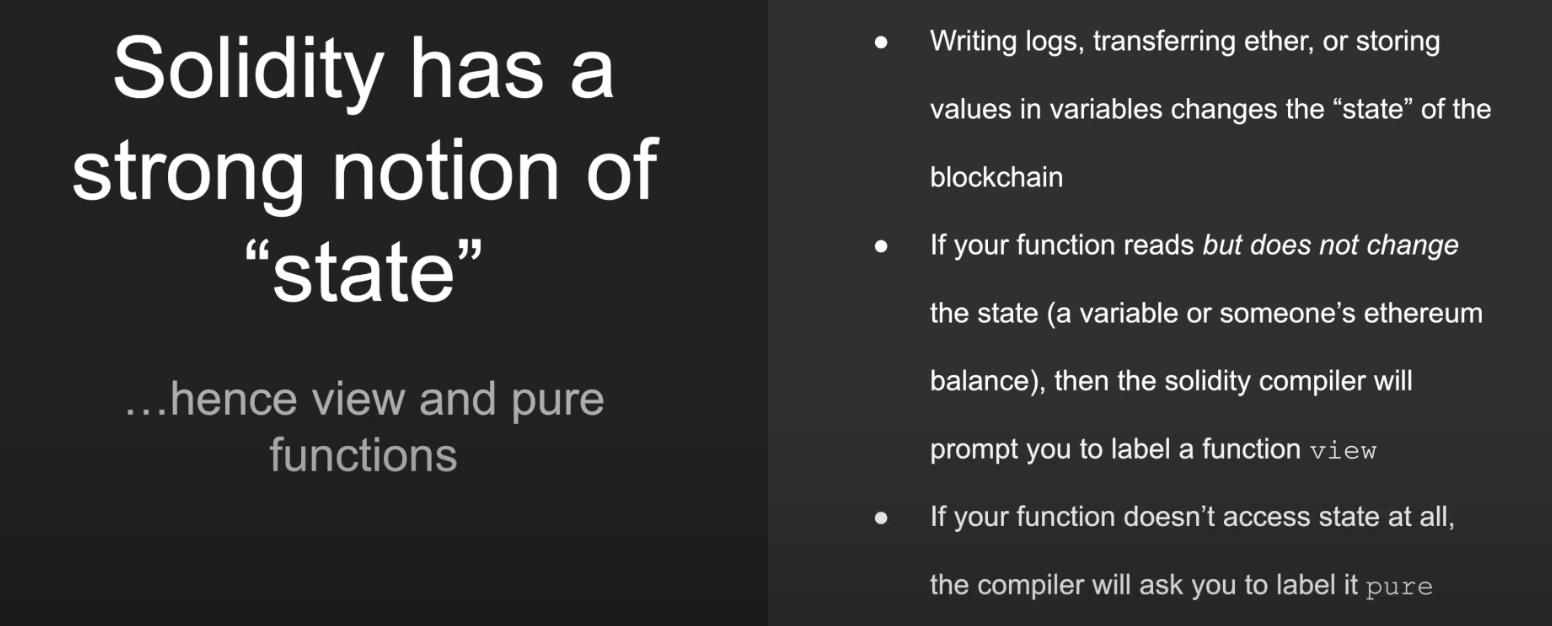 Solidity has a
strong notion of
“state”
…hence view and pure
functions
● Writing logs, transferring ether, or storing
values in variables changes the “state” of the
blockchain
● If your function reads but does not change
the state (a variable or someone’s ethereum
balance), then the solidity compiler will
prompt you to label a function view
● If your function doesn’t access state at all,
the compiler will ask you to label it pure